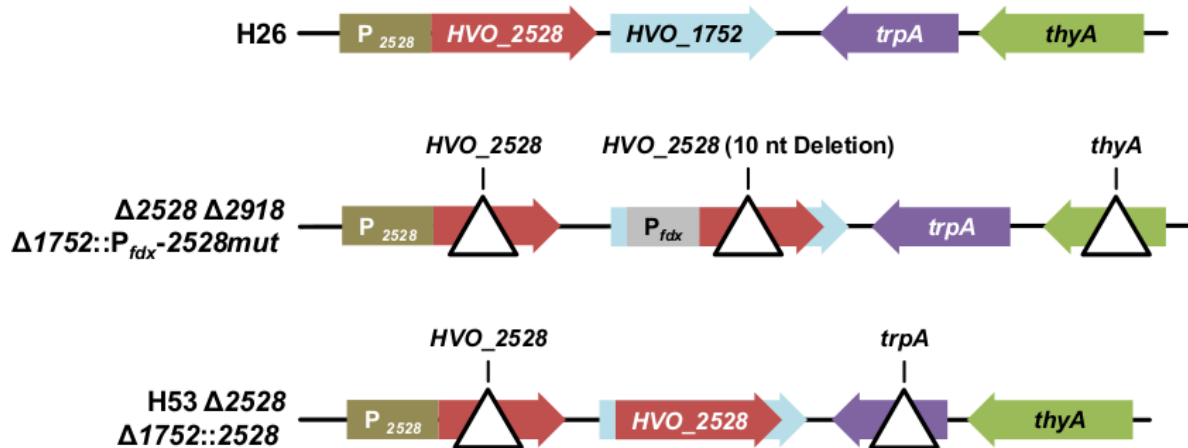 H26 P 2528 HVO_2528 HVO_1752 trpA thyA
HVO_2528 HVO_2528 (10 nt Deletion) thyA
Δ2528 Δ2918
Δ1752::Pfdx-2528mut P 2528 Pfdx trpA
HVO_2528 trpA
H53 Δ2528
Δ1752::2528 P 2528 HVO_2528 thyA